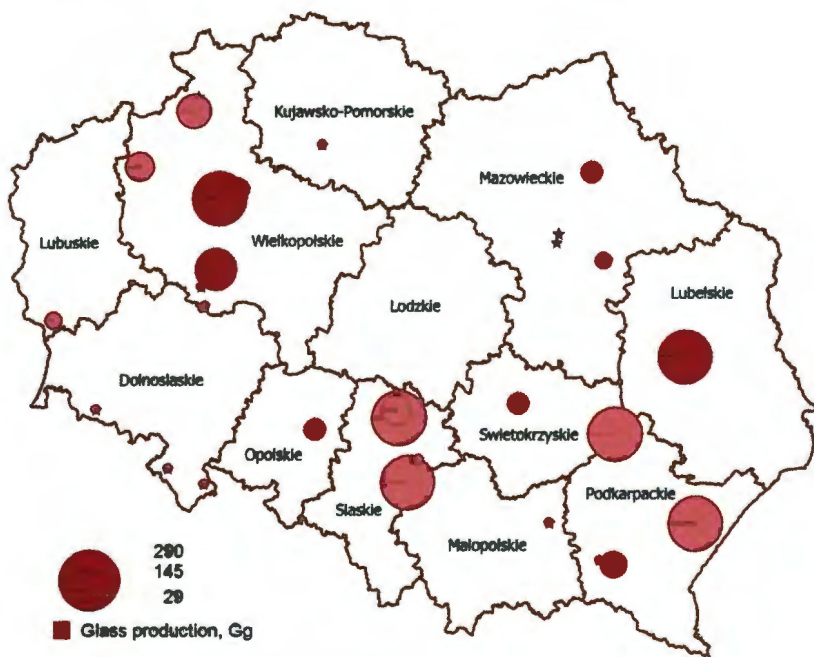 Kujawsko-Pomorskie
Mazowieckie
Lubuskie
Wielkopolskie
Lubelskie
Lodzkie
Dolnoslaskie
Swietokrzyskie
Opolskie
Slaskie
Podkarpackie
Malopolskie
290
145
29
Glass production, Gg